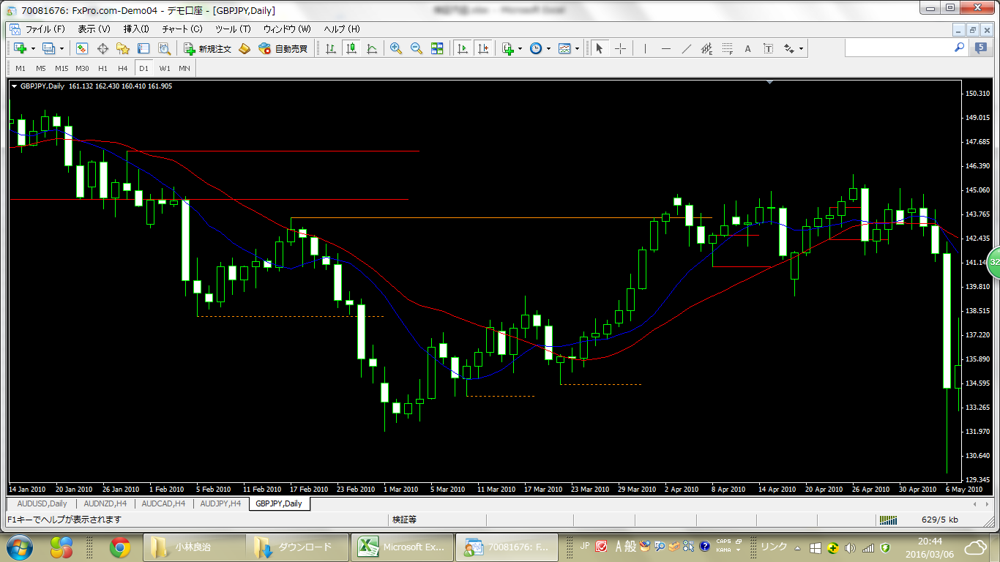 70081676: FxPro.com-Demo04 - デモ口座 - [GBPJPY,Daily]
ファイル (F) 表示 (V) 挿入(I) チャート (C) ツール (T) ウィンドウ (W) ヘルプ (H)
新規注文 自動売買 A T 5
M1 M5 M15 M30 H1 H4 D1 W1 MN
GBPJPY,Daily 161.132 162.430 160.410 161.905
150.310
149.015
147.685
146.390
145.060
143.765
142.435
141.140
32
139.810
138.515
137.220
135.890
134.595
133.265
131.970
130.640
129.345
14 Jan 2010 20 Jan 2010 26 Jan 2010 1 Feb 2010 5 Feb 2010 11 Feb 2010 17 Feb 2010 23 Feb 2010 1 Mar 2010 5 Mar 2010 11 Mar 2010 17 Mar 2010 23 Mar 2010 29 Mar 2010 2 Apr 2010 8 Apr 2010 14 Apr 2010 20 Apr 2010 26 Apr 2010 30 Apr 2010 6 May 2010
AUDUSD,Daily AUDNZD,H4 AUDCAD,H4 AUDJPY,H4 GBPJPY,Daily
F1キーでヘルプが表示されます 検証等 629/5 kb
小林良治 ダウンロード Microsoft Ex... 70081676: F... JP A 般 CAPS KANA リンク 20:44
2016/03/06